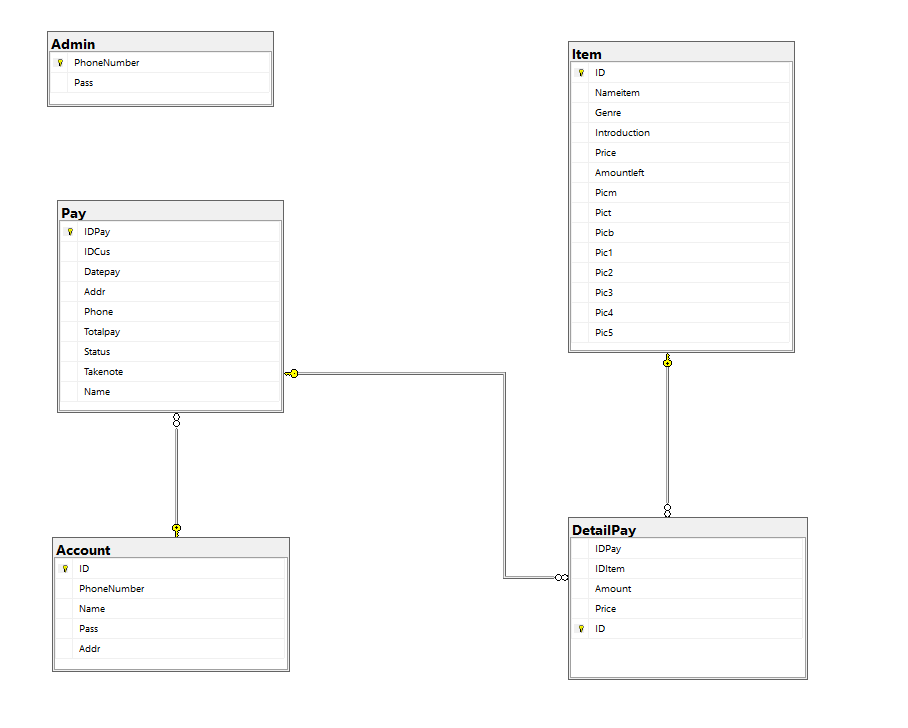 Admin
PhoneNumber
Pass
Item
ID
Nameitem
Genre
Introduction
Price
Amountleft
Picm
Pict
Picb
Pic1
Pic2
Pic3
Pic4
Pic5
Pay
IDPay
IDCus
Datepay
Addr
Phone
Totalpay
Status
Takenote
Name
Account
ID
PhoneNumber
Name
Pass
Addr
DetailPay
IDPay
IDItem
Amount
Price
ID